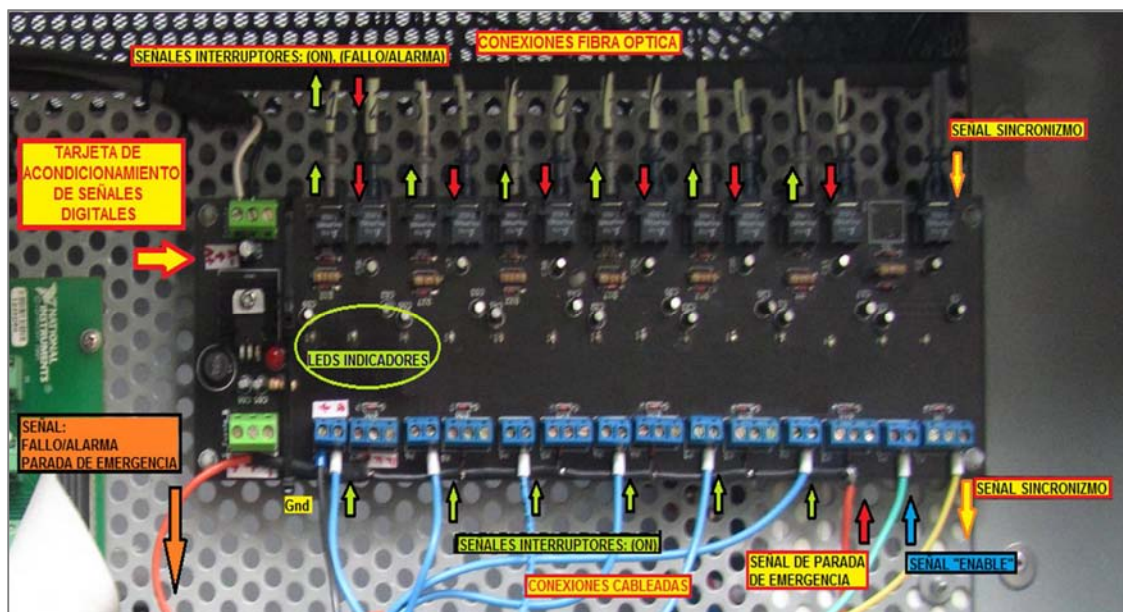 CONEXIONES FIBRA OPTICA
SEÑALES INTERRUPTORES: (ON), (FALLO/ALARMA)
SEÑAL SINCRONIZMO
TARJETA DE
ACONDICIONAMIENTO
DE SEÑALES
DIGITALES
NATIONAL
INSTRUMENTS
LEDS INDICADORES
SEÑAL:
FALLO/ALARMA
PARADA DE EMERGENCIA
Gnd
SEÑAL SINCRONIZMO
SEÑALES INTERRUPTORES: (ON)
SEÑAL DE PARADA
DE EMERGENCIA
SEÑAL "ENABLE"
CONEXIONES CABLEADAS